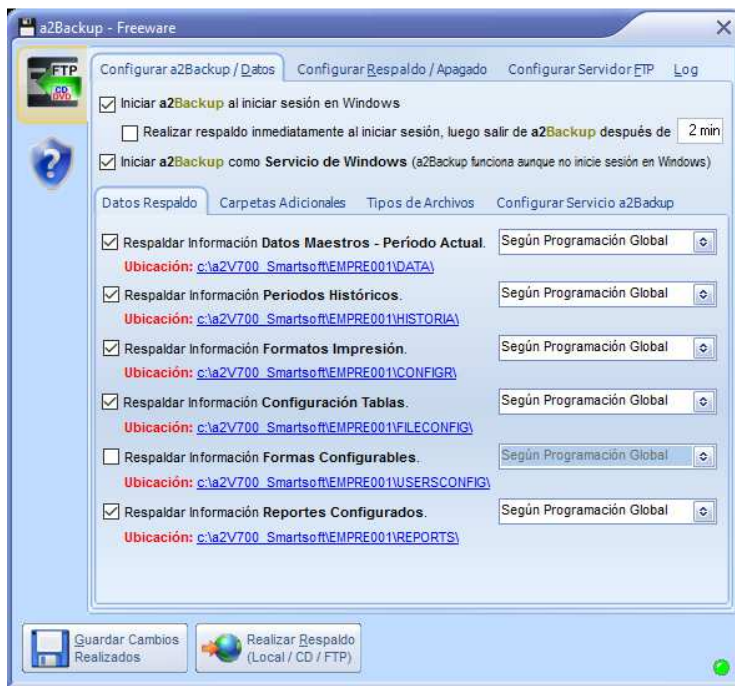 a2Backup - Freeware
FTP
CD
DVD
Configurar a2Backup / Datos Configurar Respaldo / Apagado Configurar Servidor FTP Log
Iniciar a2Backup al iniciar sesión en Windows
Realizar respaldo inmediatamente al iniciar sesión, luego salir de a2Backup después de 2 min
Iniciar a2Backup como Servicio de Windows (a2Backup funciona aunque no inicie sesión en Windows)
Datos Respaldo Carpetas Adicionales Tipos de Archivos Configurar Servicio a2Backup
Respaldar Información Datos Maestros - Período Actual. Según Programación Global
Ubicación: c:\a2V700_Smartsoft\EMPRE001\DATA\
Respaldar Información Periodos Históricos. Según Programación Global
Ubicación: c:\a2V700_Smartsoft\EMPRE001\HISTORIA\
Respaldar Información Formatos Impresión. Según Programación Global
Ubicación: c:\a2V700_Smartsoft\EMPRE001\CONFIGR\
Respaldar Información Configuración Tablas. Según Programación Global
Ubicación: c:\a2V700_Smartsoft\EMPRE001\FILECONFIG\
Respaldar Información Formas Configurables. Según Programación Global
Ubicación: c:\a2V700_Smartsoft\EMPRE001\USERSCONFIG\
Respaldar Información Reportes Configurados. Según Programación Global
Ubicación: c:\a2V700_Smartsoft\EMPRE001\REPORTS\
Guardar Cambios Realizados
Realizar Respaldo (Local / CD / FTP)